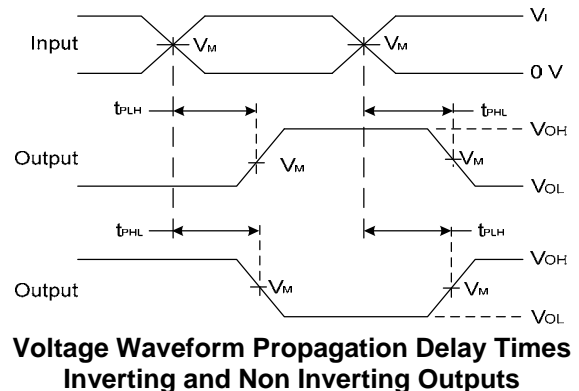 VI
Input VM VM
0 V
tPLH tPHL
VOH
Output VM VM
VOL
tPHL tPLH
VOH
Output VM VM
VOL
Voltage Waveform Propagation Delay Times
Inverting and Non Inverting Outputs